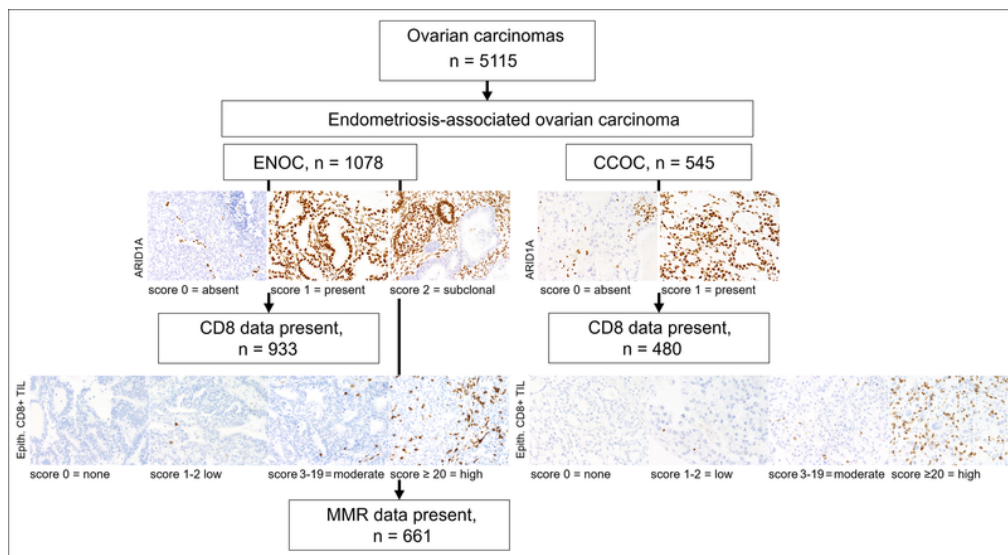 Ovarian carcinomas
n = 5115
Endometriosis-associated ovarian carcinoma
ENOC, n = 1078
CCOC, n = 545
ARID1A
score 0 = absent
score 1 = present
score 2 = subclonal
ARID1A
score 0 = absent
score 1 = present
CD8 data present,
n = 933
CD8 data present,
n = 480
Epith. CD8+ TIL
score 0 = none
score 1-2 low
score 3-19 = moderate
score ≥ 20 = high
Epith. CD8+ TIL
score 0 = none
score 1-2 = low
score 3-19 = moderate
score ≥20 = high
MMR data present,
n = 661